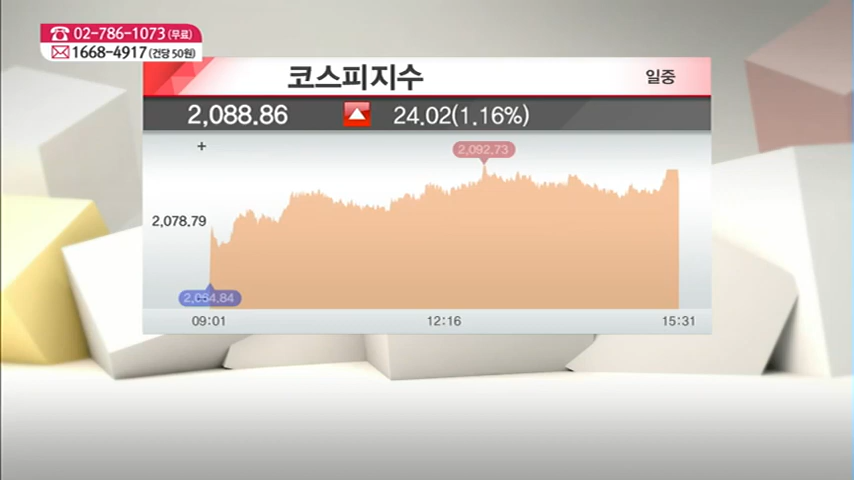 02-786-1073 (무료)
1668-4917 (건당 50원)
코스피지수 일중
2,088.86 24.02(1.16%)
2,092.73
2,078.79
2,064.84
09:01 12:16 15:31